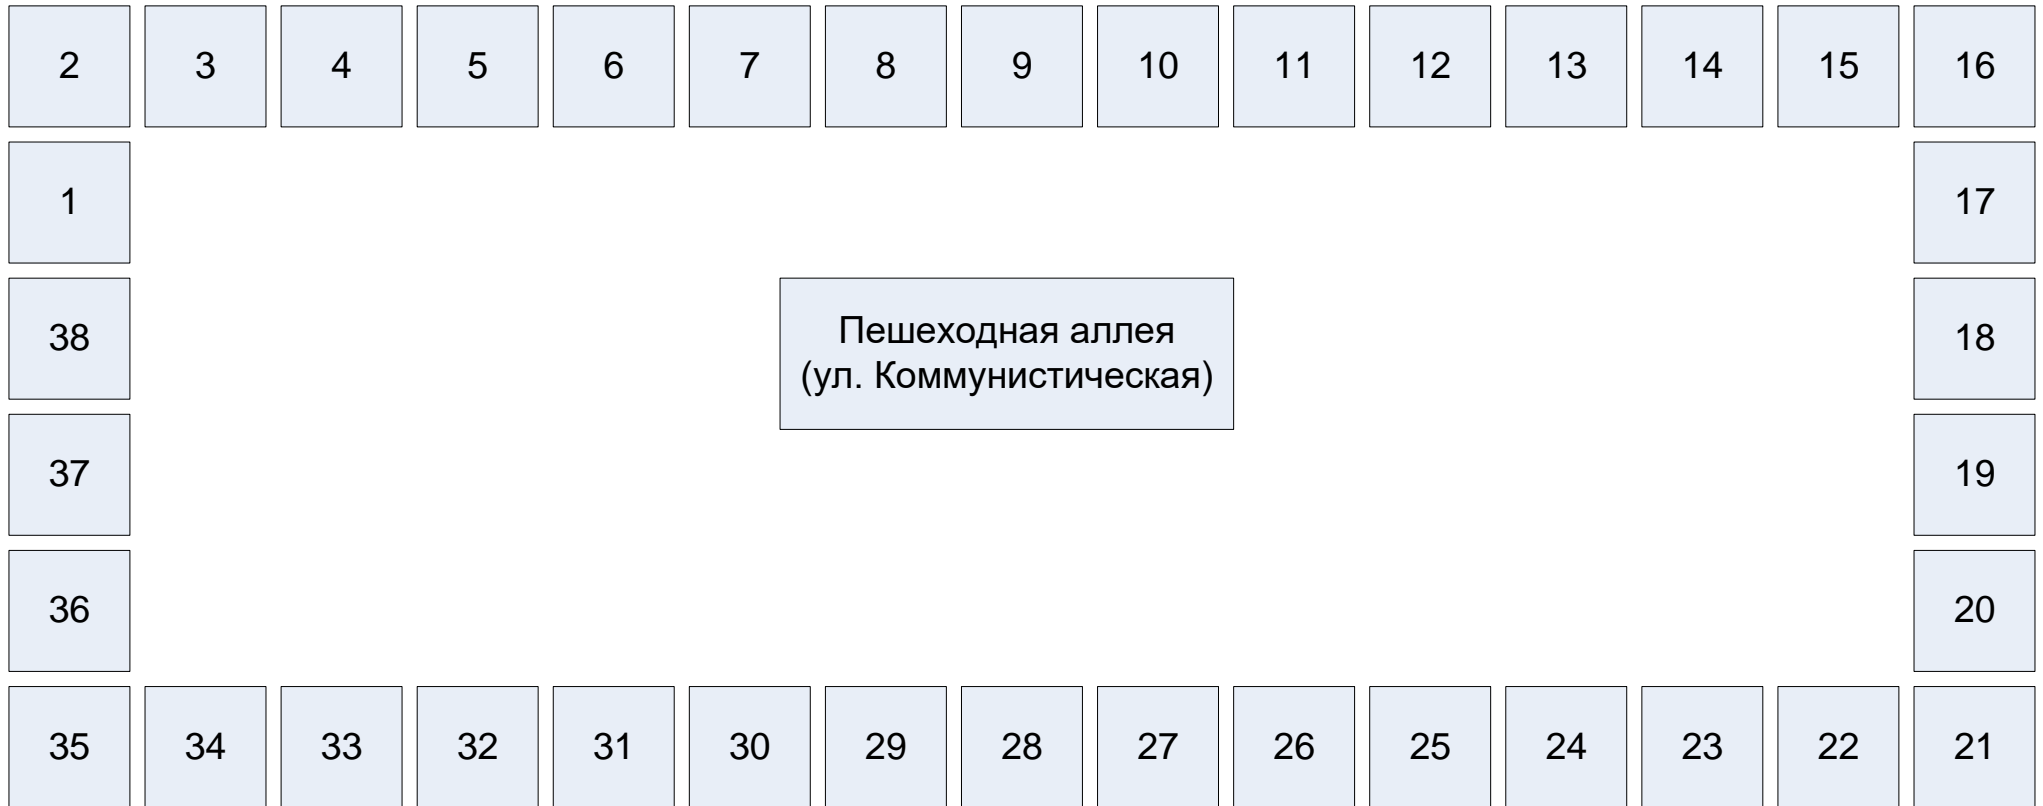 2 3 4 5 6 7 8 9 10 11 12 13 14 15 16
1 17
38 18
Пешеходная аллея
(ул. Коммунистическая)
37 19
36 20
35 34 33 32 31 30 29 28 27 26 25 24 23 22 21